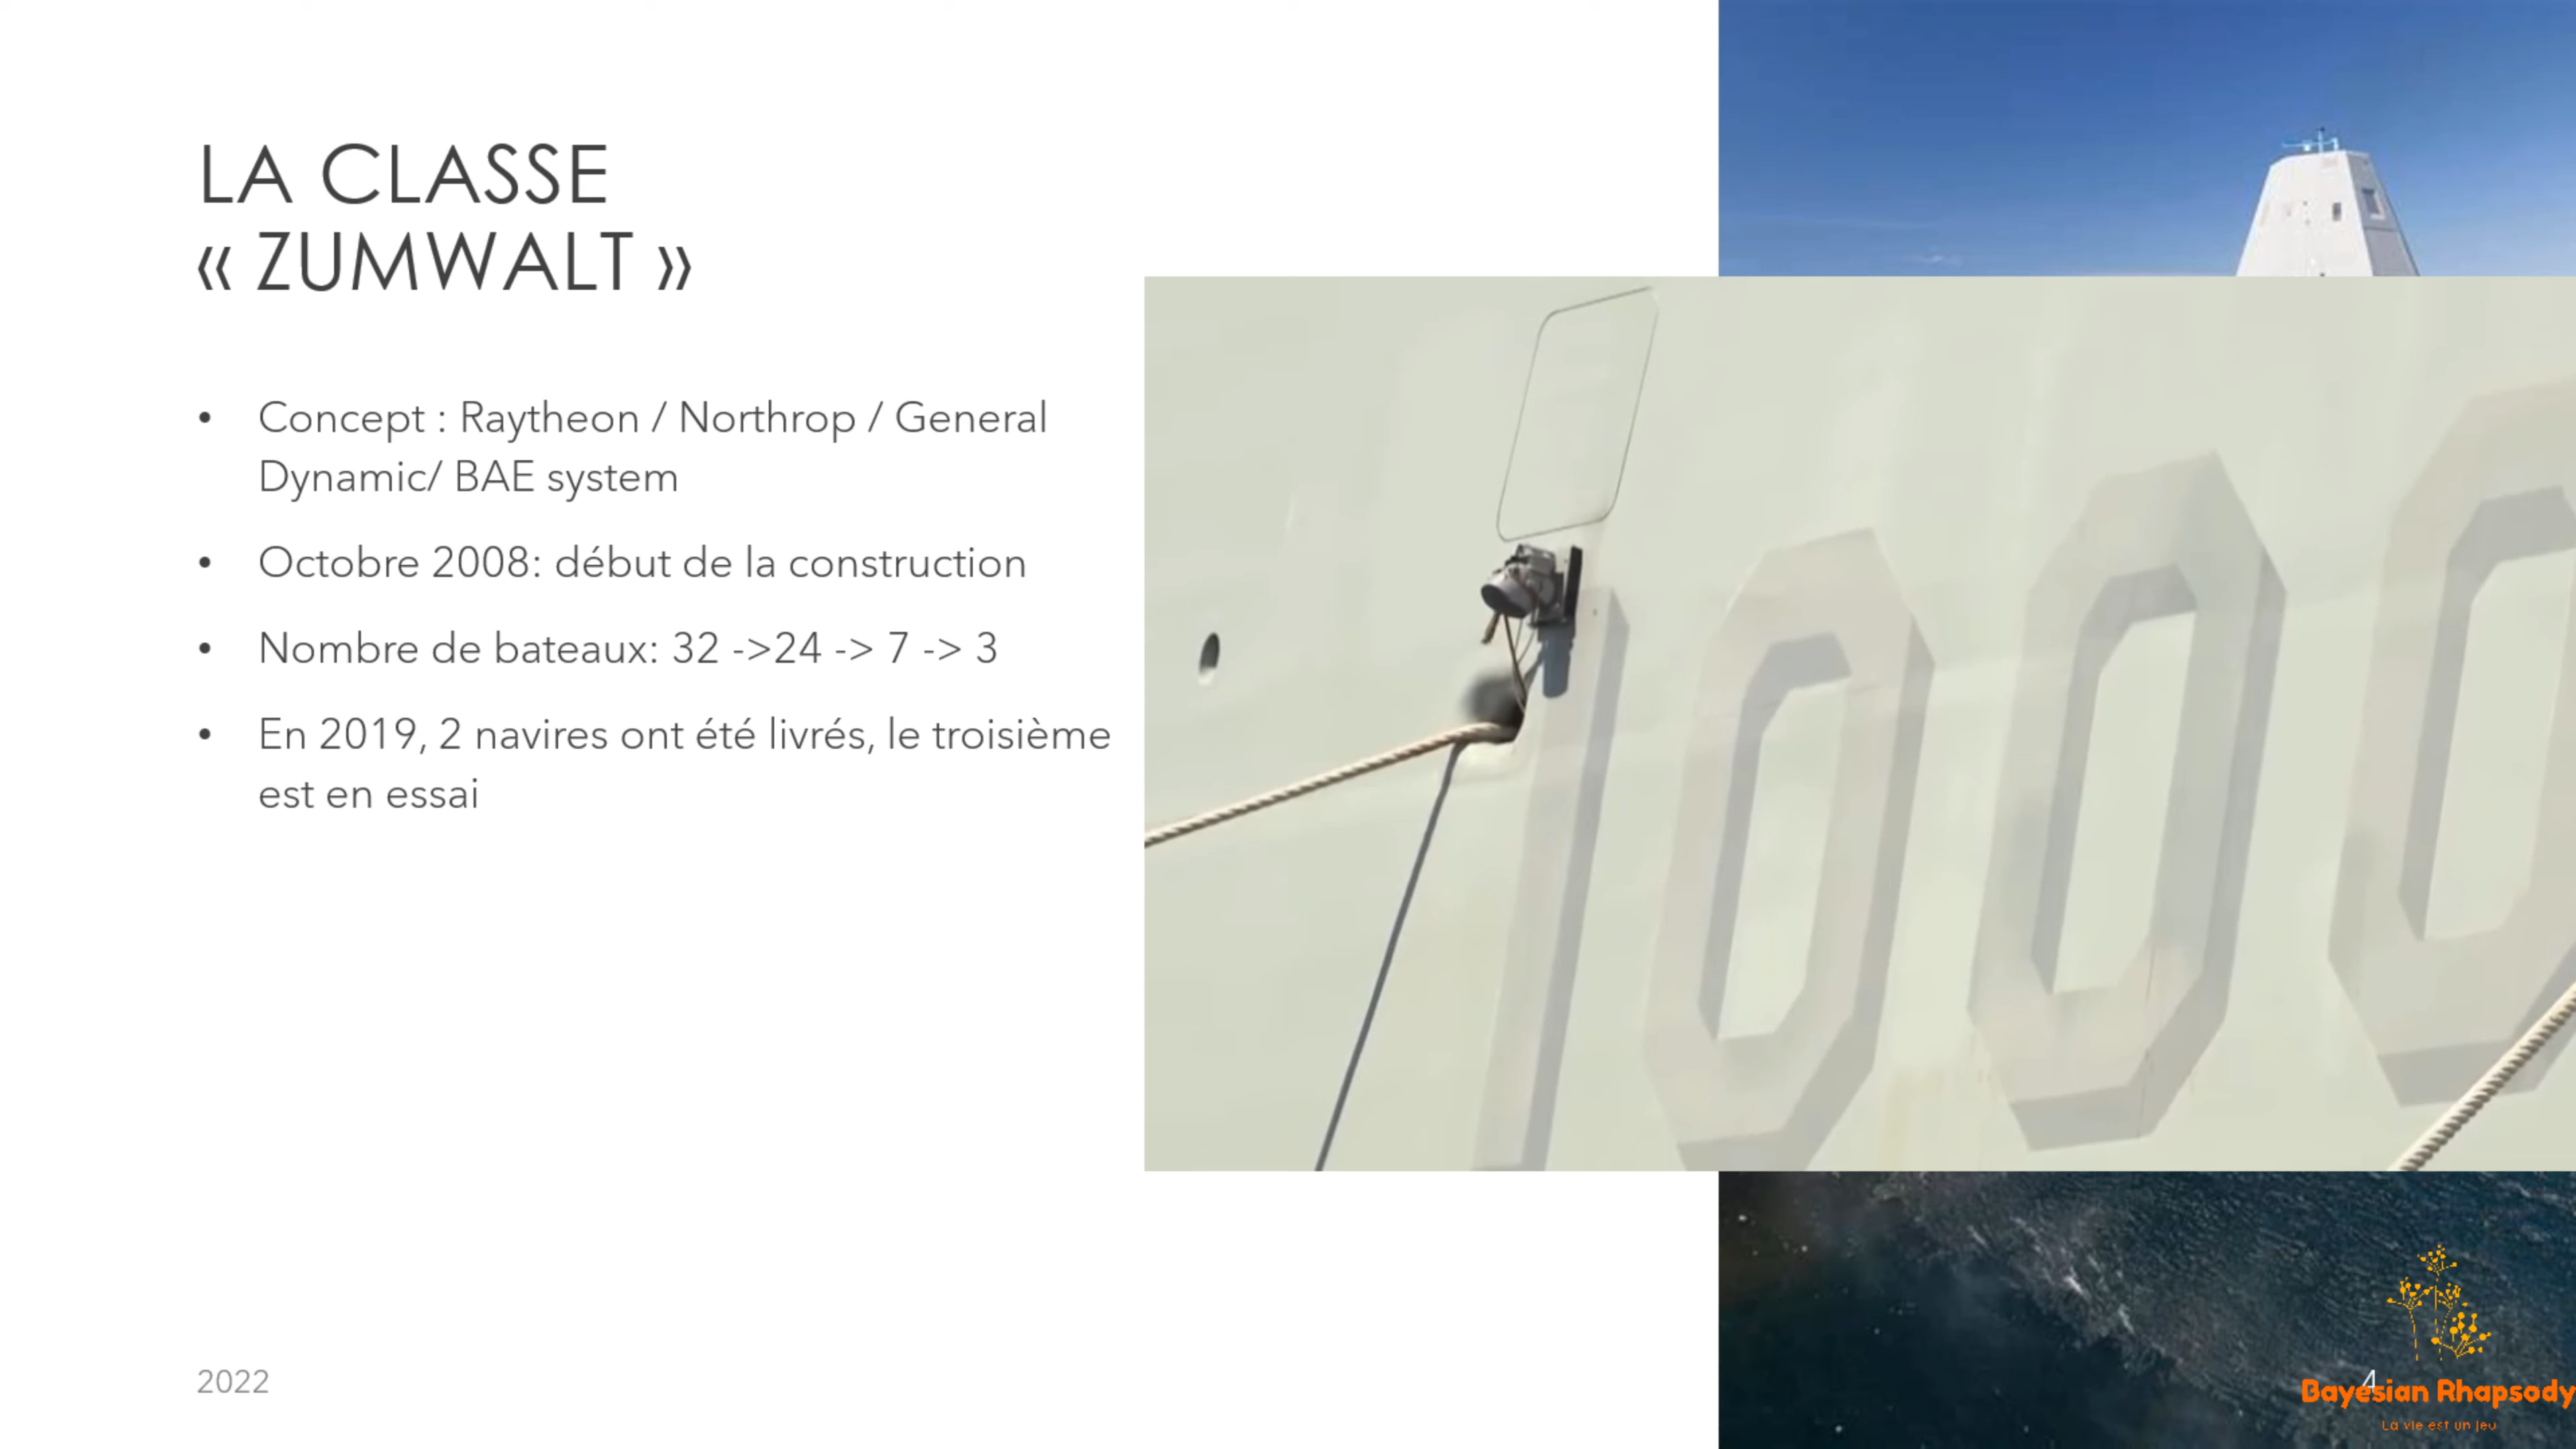 LA CLASSE
« ZUMWALT »
• Concept : Raytheon / Northrop / General
Dynamic/ BAE system
• Octobre 2008: début de la construction
• Nombre de bateaux: 32 ->24 -> 7 -> 3
• En 2019, 2 navires ont été livrés, le troisième
est en essai
1000
2022
4
Bayesian Rhapsody
La vie est un jeu